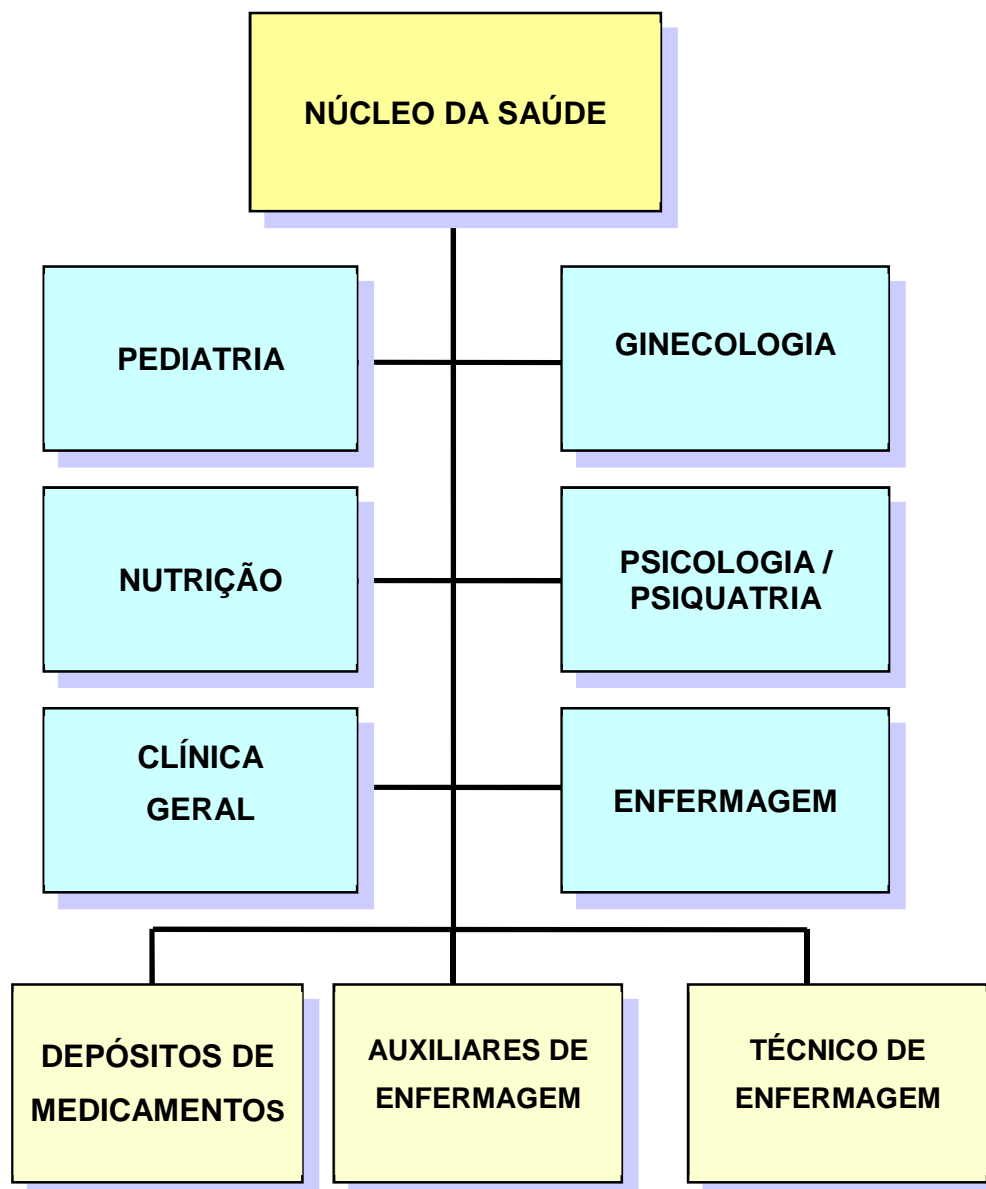 NÚCLEO DA SAÚDE
PEDIATRIA
GINECOLOGIA
NUTRIÇÃO
PSICOLOGIA /
PSIQUATRIA
CLÍNICA
GERAL
ENFERMAGEM
DEPÓSITOS DE
MEDICAMENTOS
AUXILIARES DE
ENFERMAGEM
TÉCNICO DE
ENFERMAGEM